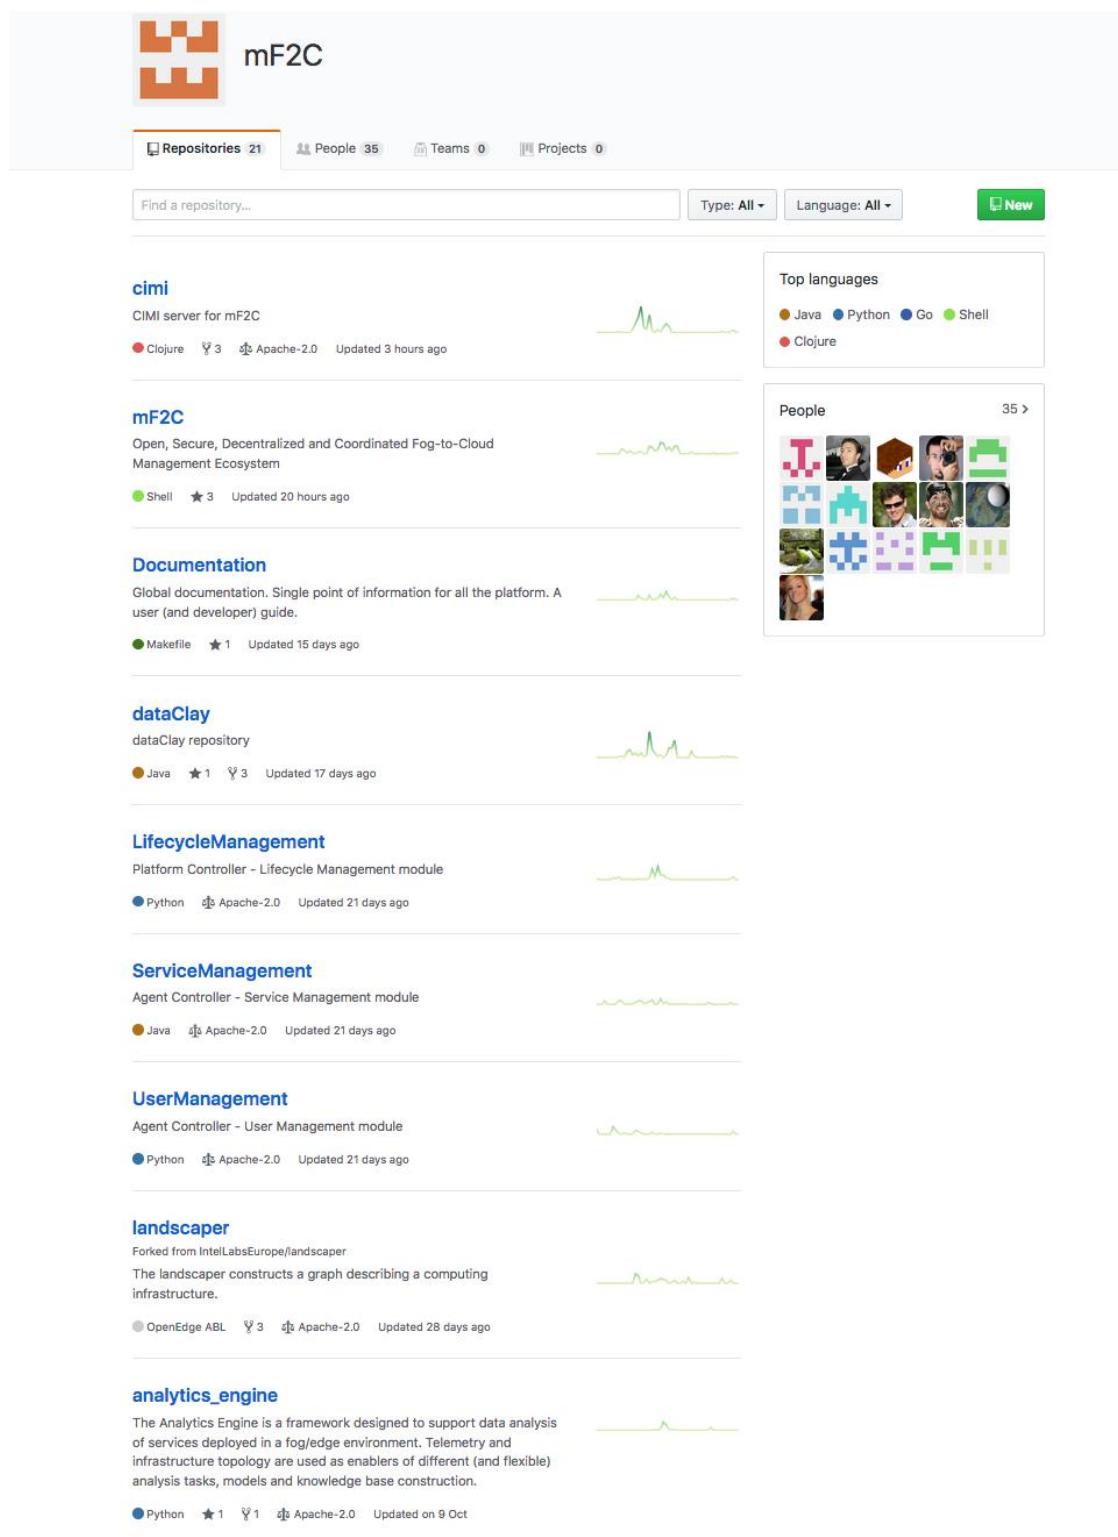 mF2C
Repositories 21 People 35 Teams 0 Projects 0
Find a repository... Type: All Language: All New
cimi
CIMI server for mF2C
Clojure 3 Apache-2.0 Updated 3 hours ago
mF2C
Open, Secure, Decentralized and Coordinated Fog-to-Cloud
Management Ecosystem
Shell 3 Updated 20 hours ago
Documentation
Global documentation. Single point of information for all the platform. A
user (and developer) guide.
Makefile 1 Updated 15 days ago
dataClay
dataClay repository
Java 1 3 Updated 17 days ago
LifecycleManagement
Platform Controller - Lifecycle Management module
Python Apache-2.0 Updated 21 days ago
ServiceManagement
Agent Controller - Service Management module
Java Apache-2.0 Updated 21 days ago
UserManagement
Agent Controller - User Management module
Python Apache-2.0 Updated 21 days ago
landscaper
Forked from IntelLabsEurope/landscaper
The landscaper constructs a graph describing a computing
infrastructure.
OpenEdge ABL 3 Apache-2.0 Updated 28 days ago
analytics_engine
The Analytics Engine is a framework designed to support data analysis
of services deployed in a fog/edge environment. Telemetry and
infrastructure topology are used as enablers of different (and flexible)
analysis tasks, models and knowledge base construction.
Python 1 1 Apache-2.0 Updated on 9 Oct
Top languages
Java Python Go Shell
Clojure
People 35